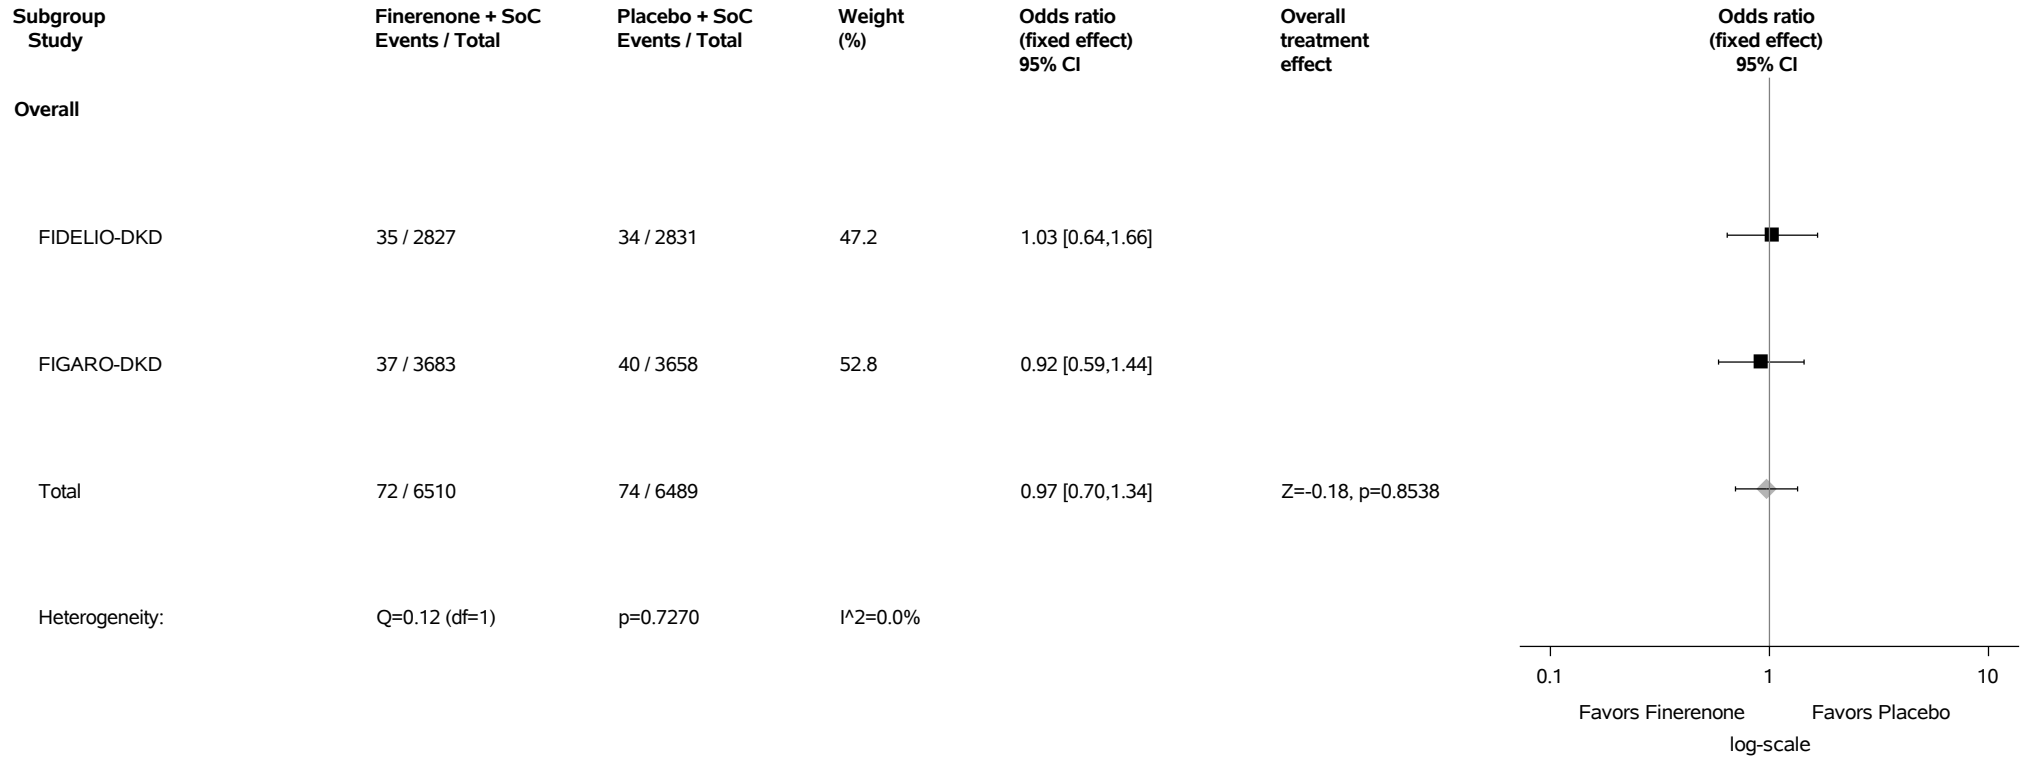 Subgroup Finerenone + SoC Placebo + SoC Weight Odds ratio Overall Odds ratio
Study Events / Total Events / Total (%) (fixed effect) treatment (fixed effect)
95% CI effect 95% CI
Overall
FIDELIO-DKD 35 / 2827 34 / 2831 47.2 1.03 [0.64,1.66]
FIGARO-DKD 37 / 3683 40 / 3658 52.8 0.92 [0.59,1.44]
Total 72 / 6510 74 / 6489 0.97 [0.70,1.34] Z=-0.18, p=0.8538
Heterogeneity: Q=0.12 (df=1) p=0.7270 I^2=0.0%
0.1 1 10
Favors Finerenone Favors Placebo
log-scale